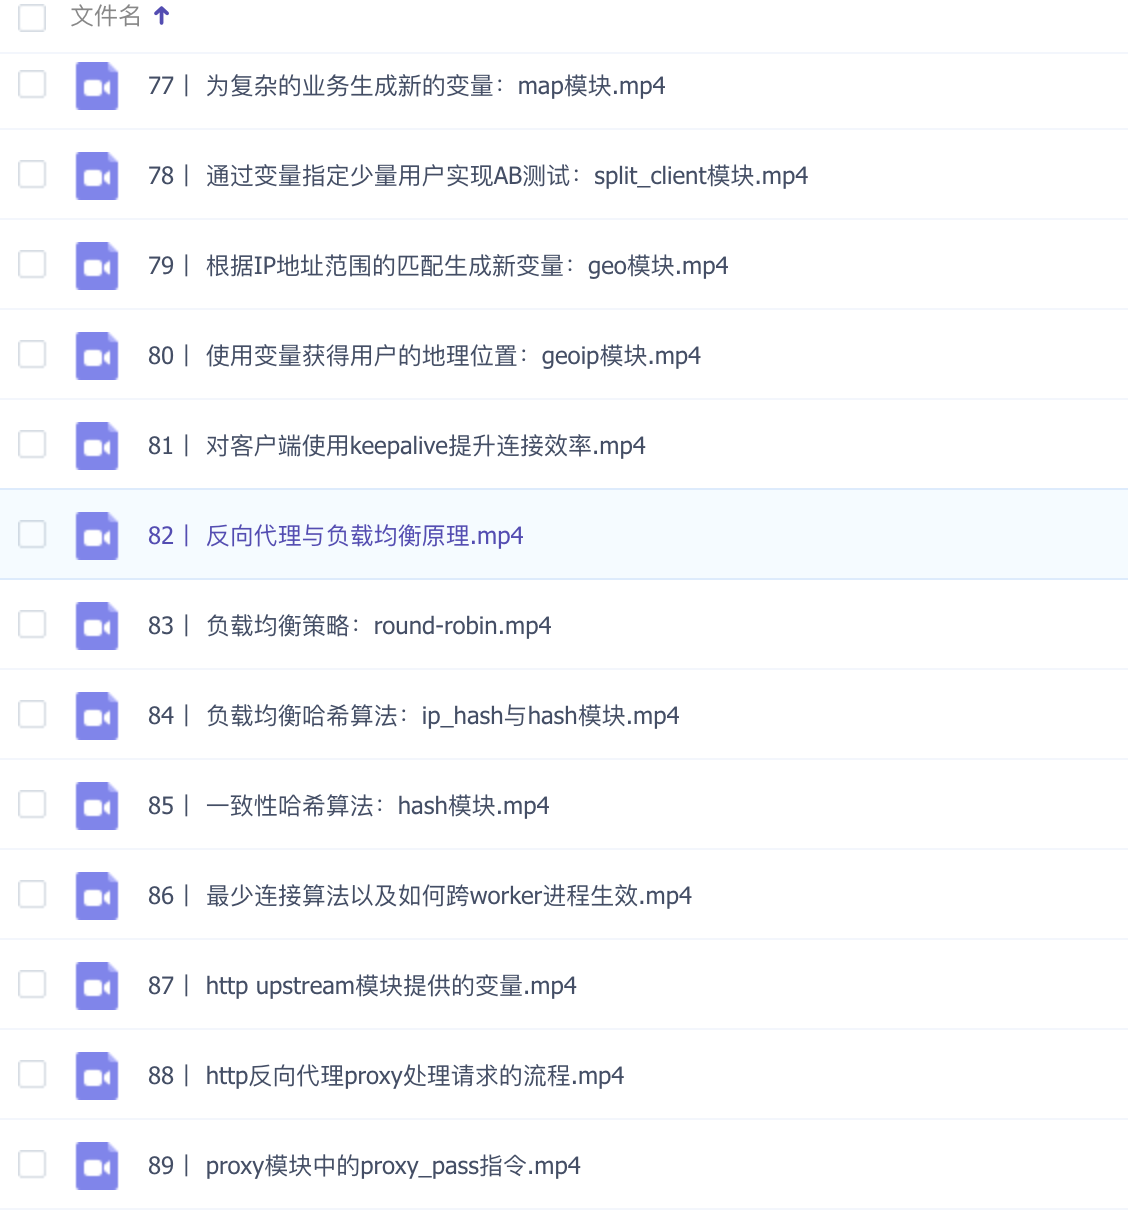 文件名
77丨 为复杂的业务生成新的变量：map模块.mp4
78丨 通过变量指定少量用户实现AB测试：split_client模块.mp4
79丨 根据IP地址范围的匹配生成新变量：geo模块.mp4
80丨 使用变量获得用户的地理位置：geoip模块.mp4
81丨 对客户端使用keepalive提升连接效率.mp4
82丨 反向代理与负载均衡原理.mp4
83丨 负载均衡策略：round-robin.mp4
84丨 负载均衡哈希算法：ip_hash与hash模块.mp4
85丨 一致性哈希算法：hash模块.mp4
86丨 最少连接算法以及如何跨worker进程生效.mp4
87丨 http upstream模块提供的变量.mp4
88丨 http反向代理proxy处理请求的流程.mp4
89丨 proxy模块中的proxy_pass指令.mp4